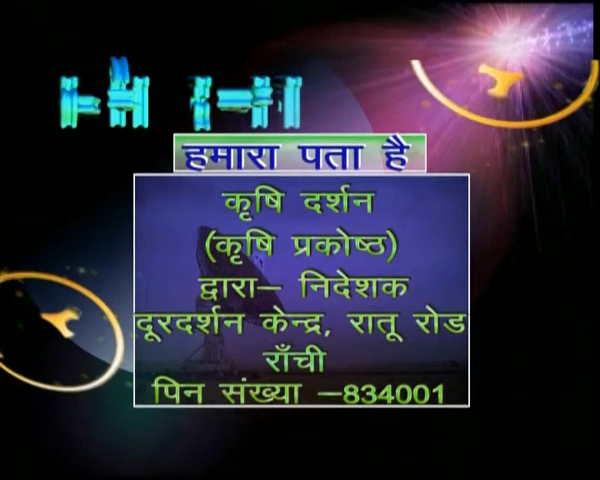 हमारा पता है
कृषि दर्शन
(कृषि प्रकोष्ठ)
द्वारा– निदेशक
दूरदर्शन केन्द्र, रातू रोड
राँची
पिन संख्या –834001